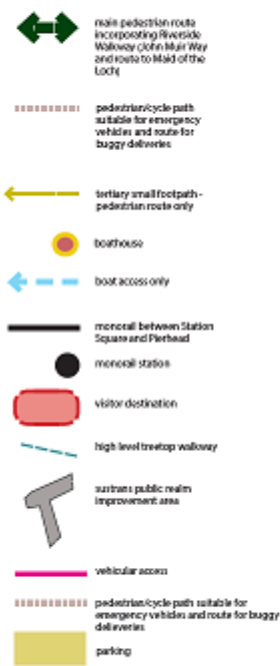 main pedestrian route
incorporating Riverside
Walkway (John Muir Way
and route to Maid of the
Loch)
pedestrian/cycle path
suitable for emergency
vehicles and route for
buggy deliveries
tertiary small footpath -
pedestrian route only
boathouse
boat access only
monorail between Station
Square and Pierhead
monorail station
visitor destination
high level treetop walkway
sustrans public realm
improvement area
vehicular access
pedestrian/cycle path suitable for
emergency vehicles and route for buggy
delieveries
parking